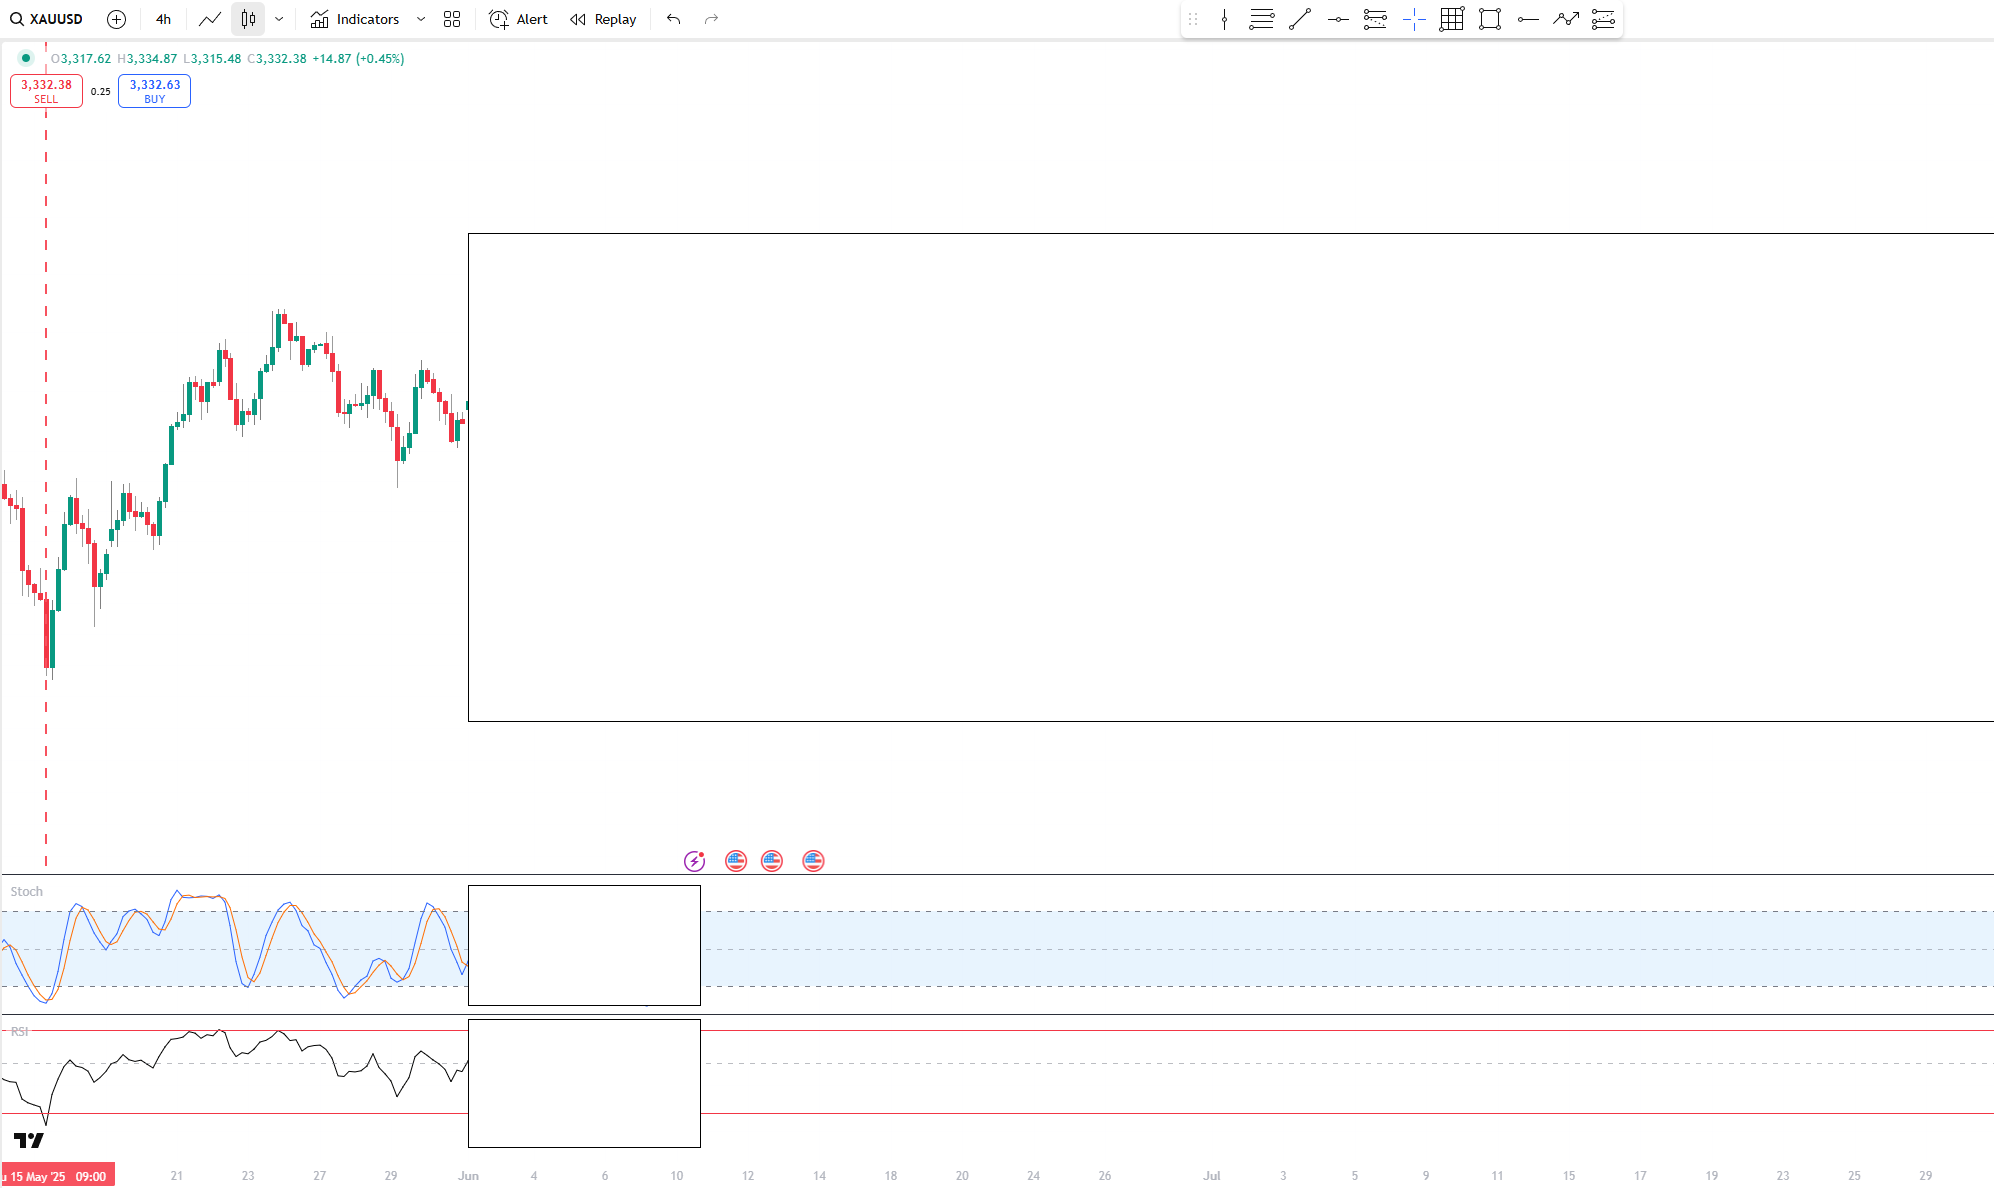 XAUUSD 4h Indicators Alert Replay
O3,317.62 H3,334.87 L3,315.48 C3,332.38 +14.87 (+0.45%)
3,332.38 0.25 3,332.63
SELL BUY
Stoch
RSI
u 15 May '25 09:00 21 23 27 29 Jun 4 6 10 12 14 18 20 24 26 Jul 3 5 9 11 15 17 19 23 25 29